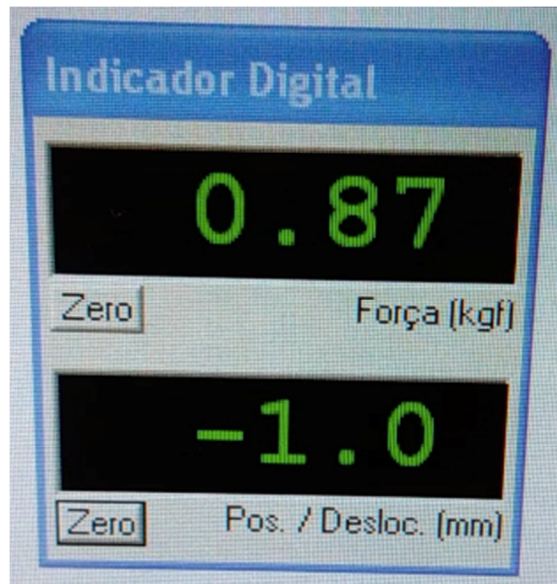 Indicador Digital
0.87
Zero Força (kgf)
-1.0
Zero Pos. / Desloc. (mm)